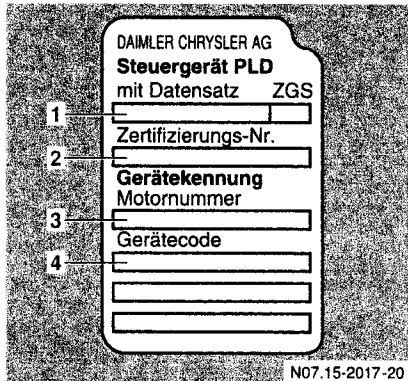 DAIMLER CHRYSLER AG
Steuergerät PLD
mit Datensatz ZGS
1
Zertifizierungs-Nr.
2
Gerätekennung
Motornummer
3
Gerätecode
4
N07.15-2017-20